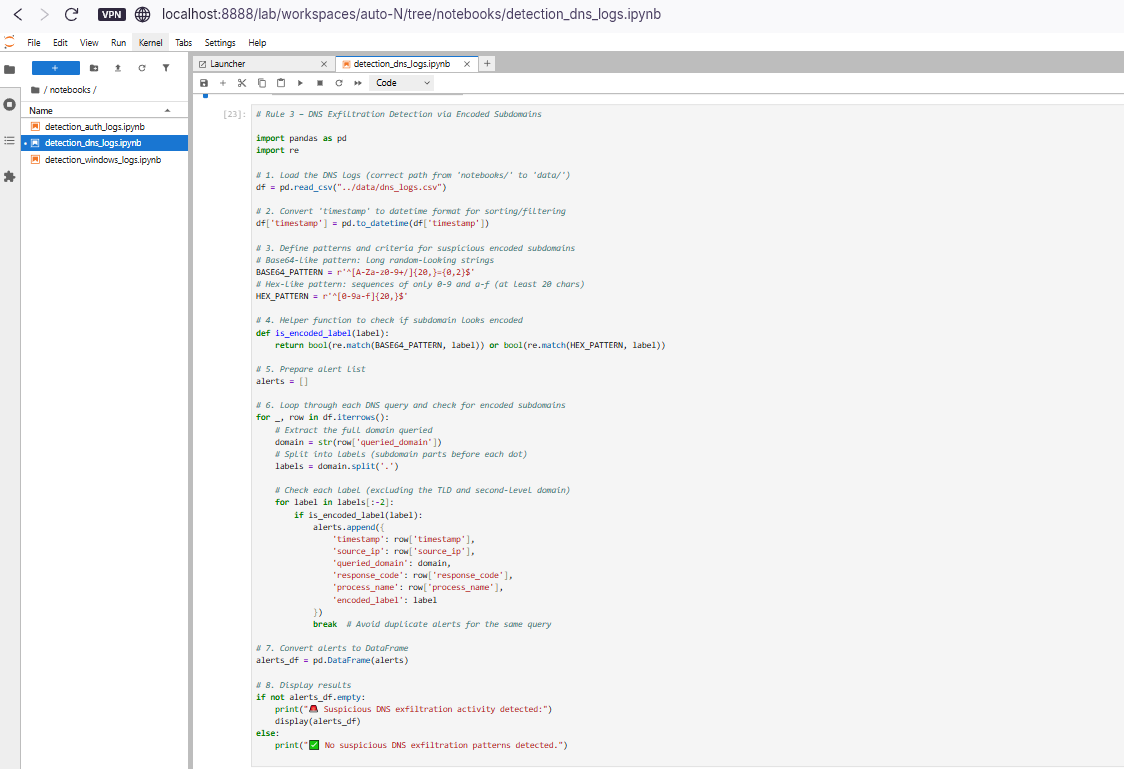 VPN localhost:8888/lab/workspaces/auto-N/tree/notebooks/detection_dns_logs.ipynb
File Edit View Run Kernel Tabs Settings Help
+
/ notebooks /
Name
detection_auth_logs.ipynb
detection_dns_logs.ipynb
detection_windows_logs.ipynb
Launcher × detection_dns_logs.ipynb × +
Code
[23]: # Rule 3 – DNS Exfiltration Detection via Encoded Subdomains

import pandas as pd
import re

# 1. Load the DNS logs (correct path from 'notebooks/' to 'data/')
df = pd.read_csv("../data/dns_logs.csv")

# 2. Convert 'timestamp' to datetime format for sorting/filtering
df['timestamp'] = pd.to_datetime(df['timestamp'])

# 3. Define patterns and criteria for suspicious encoded subdomains
# Base64-like pattern: long random-looking strings
BASE64_PATTERN = r'^[A-Za-z0-9+/]{20,}={0,2}$'
# Hex-like pattern: sequences of only 0-9 and a-f (at least 20 chars)
HEX_PATTERN = r'^[0-9a-f]{20,}$'

# 4. Helper function to check if subdomain looks encoded
def is_encoded_label(label):
    return bool(re.match(BASE64_PATTERN, label)) or bool(re.match(HEX_PATTERN, label))

# 5. Prepare alert list
alerts = []

# 6. Loop through each DNS query and check for encoded subdomains
for _, row in df.iterrows():
    # Extract the full domain queried
    domain = str(row['queried_domain'])
    # Split into labels (subdomain parts before each dot)
    labels = domain.split('.')

    # Check each label (excluding the TLD and second-level domain)
    for label in labels[:-2]:
        if is_encoded_label(label):
            alerts.append({
                'timestamp': row['timestamp'],
                'source_ip': row['source_ip'],
                'queried_domain': domain,
                'response_code': row['response_code'],
                'process_name': row['process_name'],
                'encoded_label': label
            })
            break  # Avoid duplicate alerts for the same query

# 7. Convert alerts to DataFrame
alerts_df = pd.DataFrame(alerts)

# 8. Display results
if not alerts_df.empty:
    print("🚨 Suspicious DNS exfiltration activity detected:")
    display(alerts_df)
else:
    print("✅ No suspicious DNS exfiltration patterns detected.")